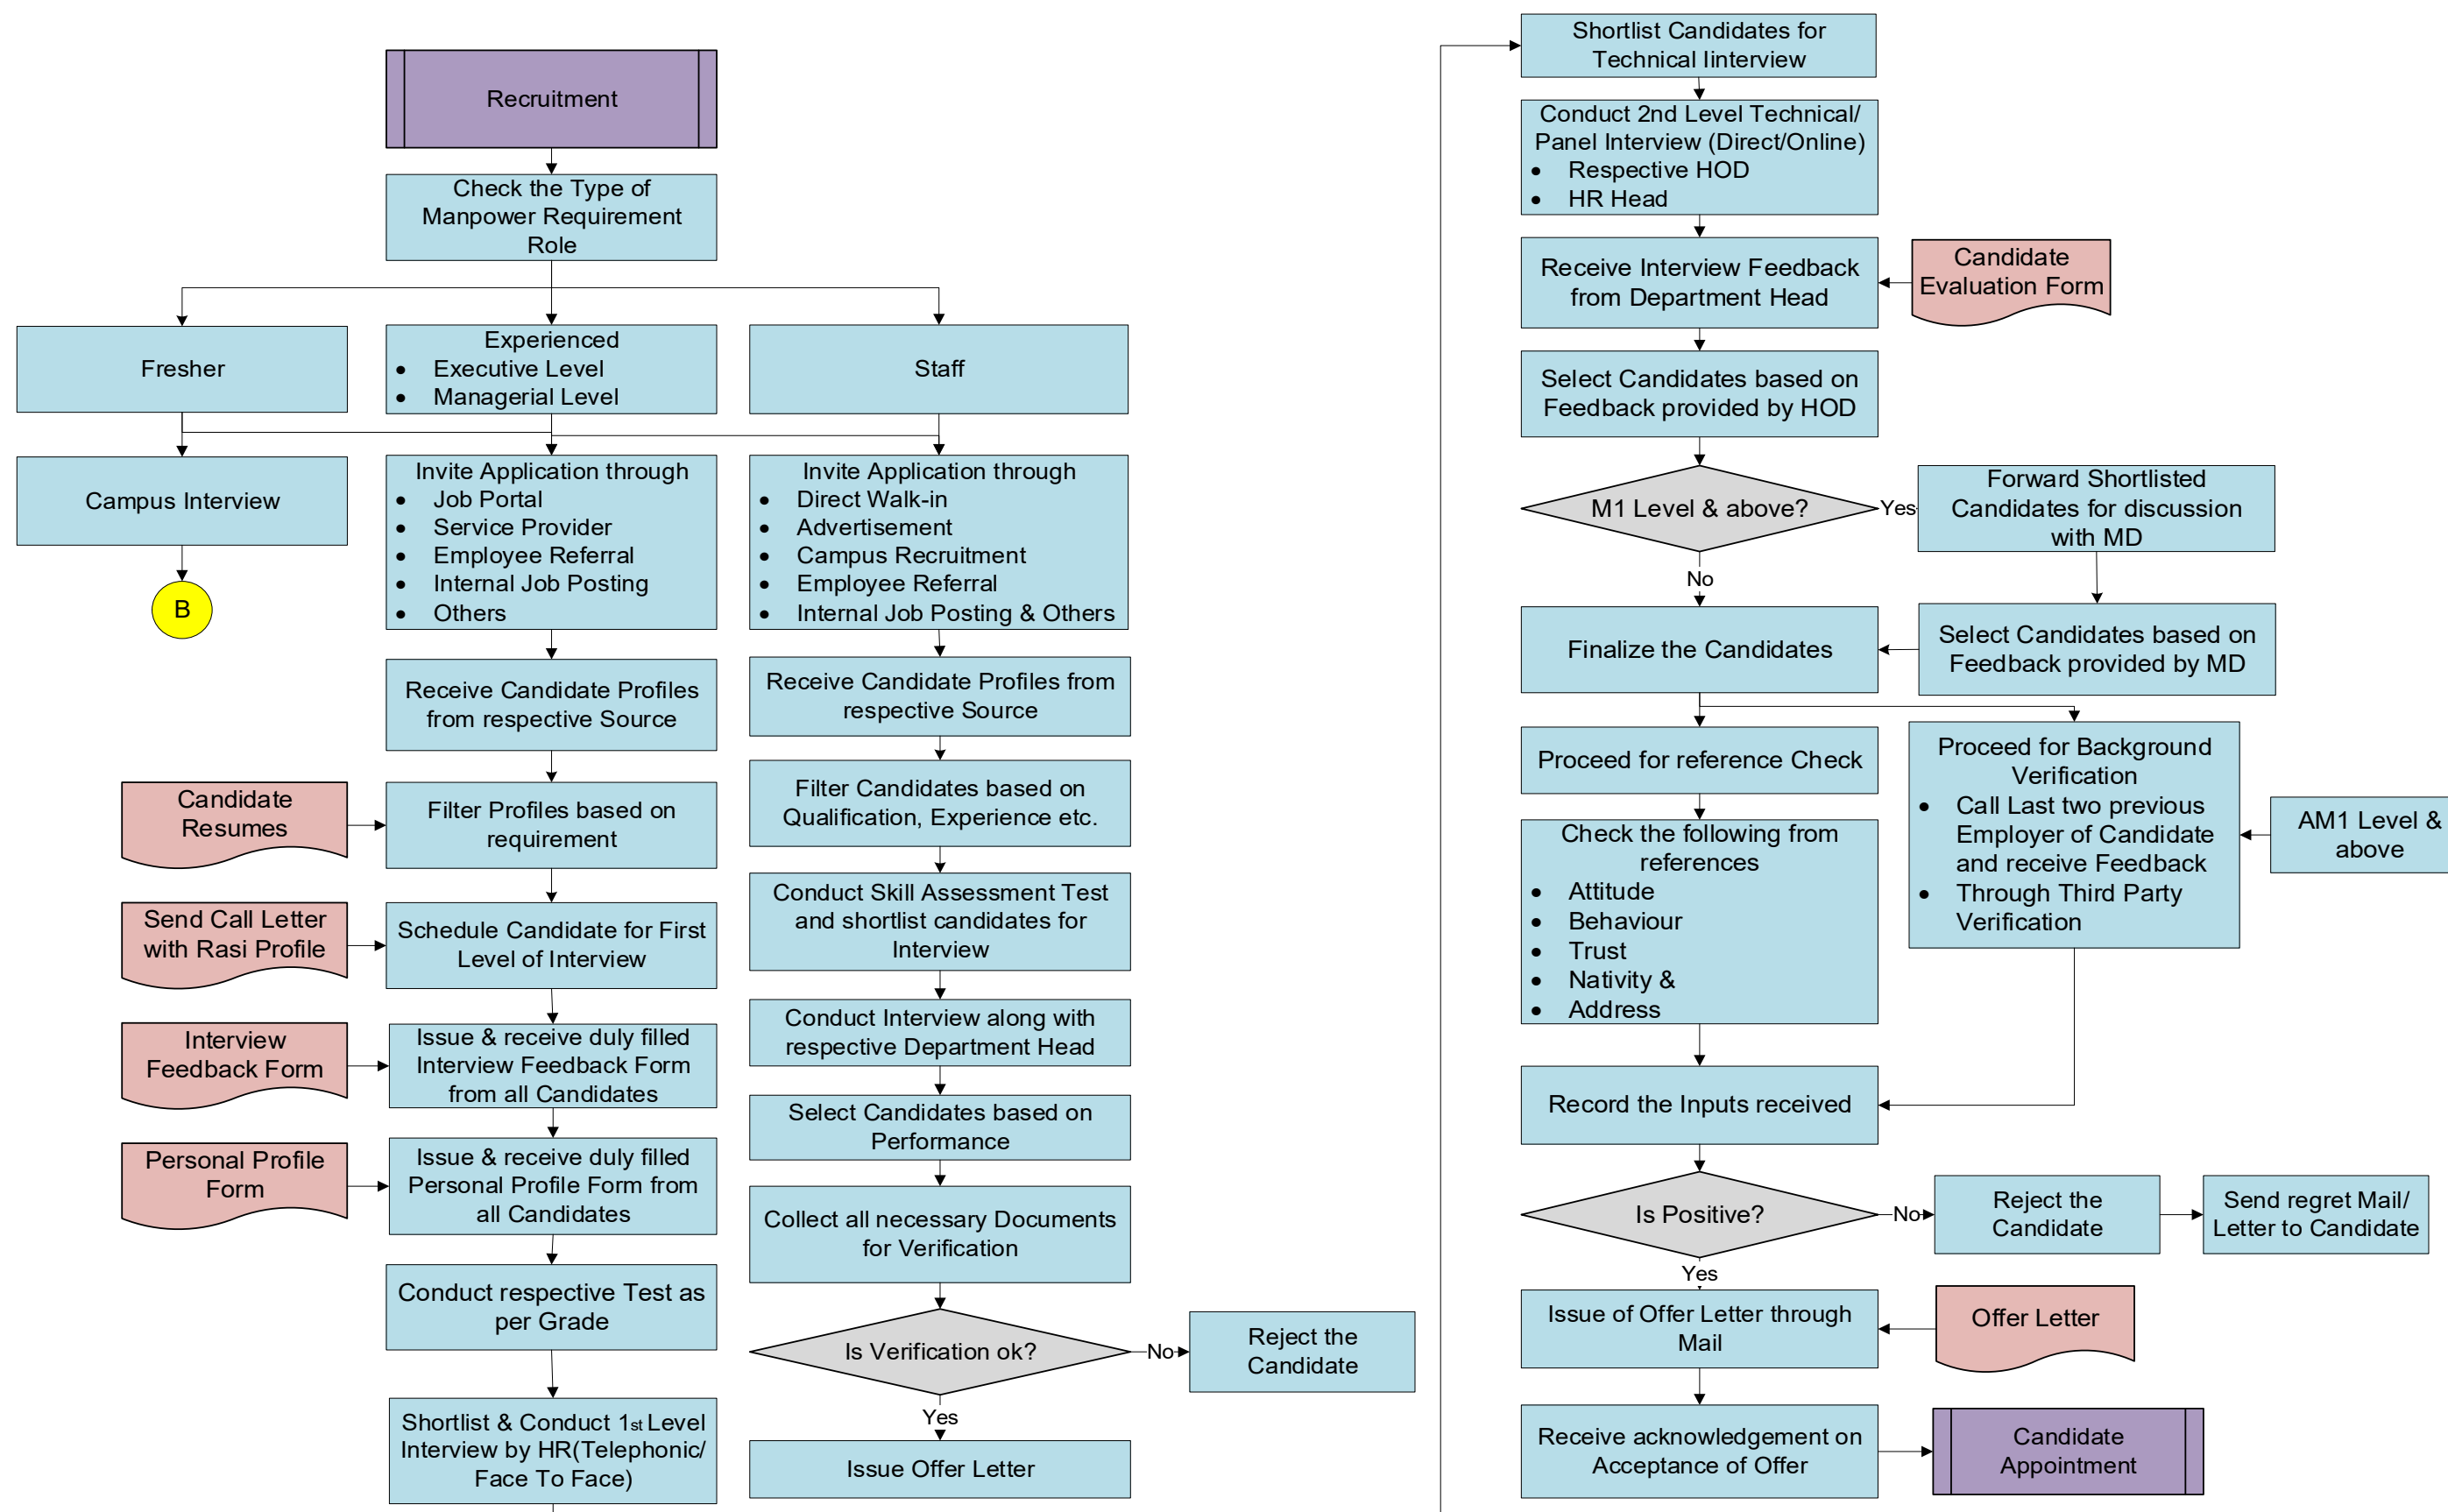 Recruitment
Check the Type of
Manpower Requirement
Role
Fresher
Experienced
• Executive Level
• Managerial Level
Staff
Campus Interview
B
Invite Application through
• Job Portal
• Service Provider
• Employee Referral
• Internal Job Posting
• Others
Invite Application through
• Direct Walk-in
• Advertisement
• Campus Recruitment
• Employee Referral
• Internal Job Posting & Others
Receive Candidate Profiles
from respective Source
Candidate
Resumes
Filter Profiles based on
requirement
Send Call Letter
with Rasi Profile
Schedule Candidate for First
Level of Interview
Interview
Feedback Form
Issue & receive duly filled
Interview Feedback Form
from all Candidates
Personal Profile
Form
Issue & receive duly filled
Personal Profile Form from
all Candidates
Conduct respective Test as
per Grade
Shortlist & Conduct 1st Level
Interview by HR(Telephonic/
Face To Face)
Receive Candidate Profiles from
respective Source
Filter Candidates based on
Qualification, Experience etc.
Conduct Skill Assessment Test
and shortlist candidates for
Interview
Conduct Interview along with
respective Department Head
Select Candidates based on
Performance
Collect all necessary Documents
for Verification
Is Verification ok?
No
Reject the
Candidate
Yes
Issue Offer Letter
Shortlist Candidates for
Technical Iinterview
Conduct 2nd Level Technical/
Panel Interview (Direct/Online)
• Respective HOD
• HR Head
Receive Interview Feedback
from Department Head
Candidate
Evaluation Form
Select Candidates based on
Feedback provided by HOD
M1 Level & above?
Yes
Forward Shortlisted
Candidates for discussion
with MD
No
Finalize the Candidates
Select Candidates based on
Feedback provided by MD
Proceed for reference Check
Proceed for Background
Verification
• Call Last two previous
Employer of Candidate
and receive Feedback
• Through Third Party
Verification
AM1 Level &
above
Check the following from
references
• Attitude
• Behaviour
• Trust
• Nativity &
• Address
Record the Inputs received
Is Positive?
No
Reject the
Candidate
Send regret Mail/
Letter to Candidate
Yes
Issue of Offer Letter through
Mail
Offer Letter
Receive acknowledgement on
Acceptance of Offer
Candidate
Appointment